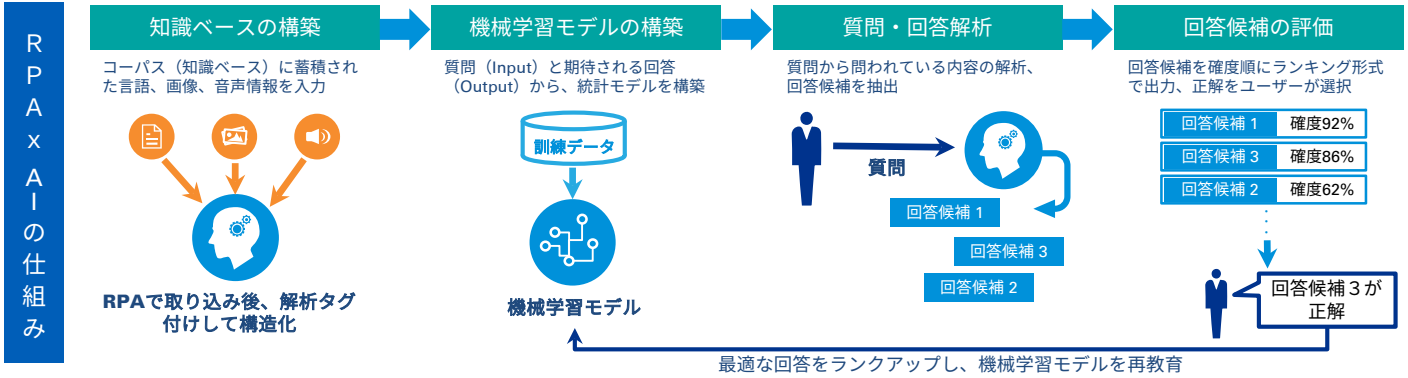 RPAxAIの仕組み
知識ベースの構築
コーパス（知識ベース）に蓄積され
た言語、画像、音声情報を入力
RPAで取り込み後、解析タグ
付けして構造化
機械学習モデルの構築
質問（Input）と期待される回答
（Output）から、統計モデルを構築
訓練データ
機械学習モデル
質問・回答解析
質問から問われている内容の解析、
回答候補を抽出
質問
回答候補 1
回答候補 3
回答候補 2
回答候補の評価
回答候補を確度順にランキング形式
で出力、正解をユーザーが選択
回答候補 1 確度92%
回答候補 3 確度86%
回答候補 2 確度62%
回答候補３が
正解
最適な回答をランクアップし、機械学習モデルを再教育